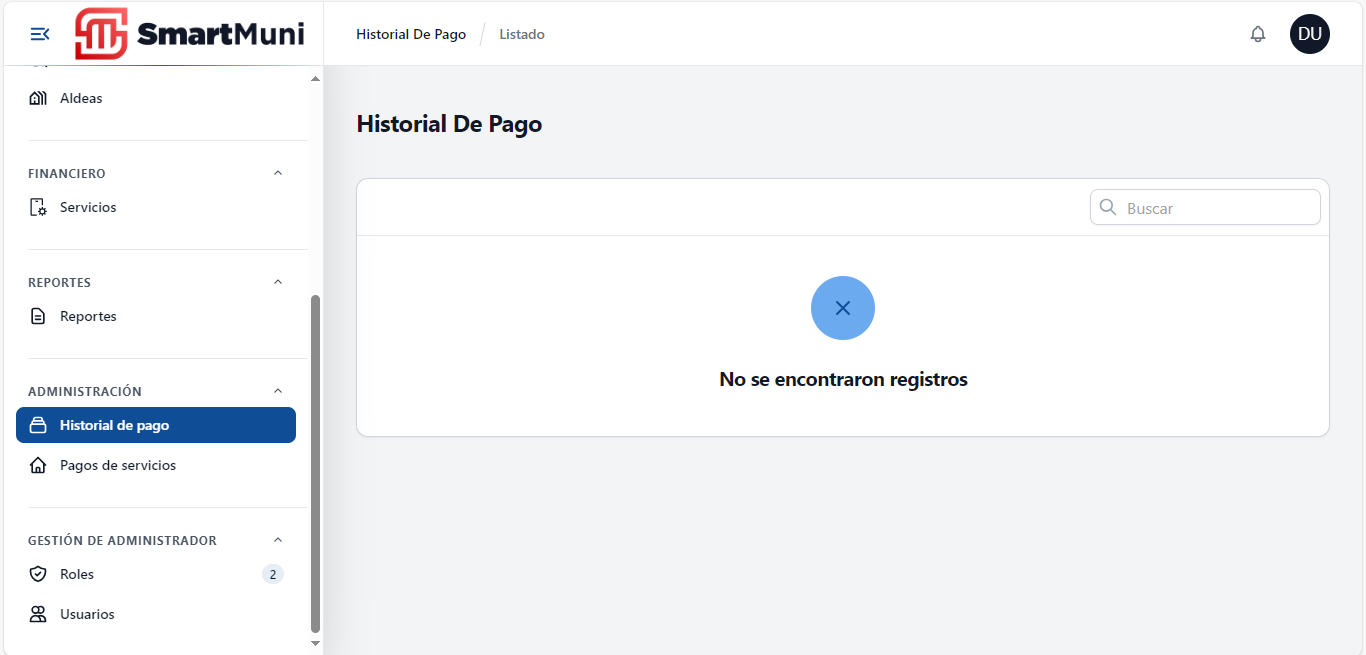 SmartMuni
Historial De Pago
Listado
DU
Aldeas
FINANCIERO
Servicios
REPORTES
Reportes
ADMINISTRACIÓN
Historial de pago
Pagos de servicios
GESTIÓN DE ADMINISTRADOR
Roles 2
Usuarios
Historial De Pago
Buscar
No se encontraron registros